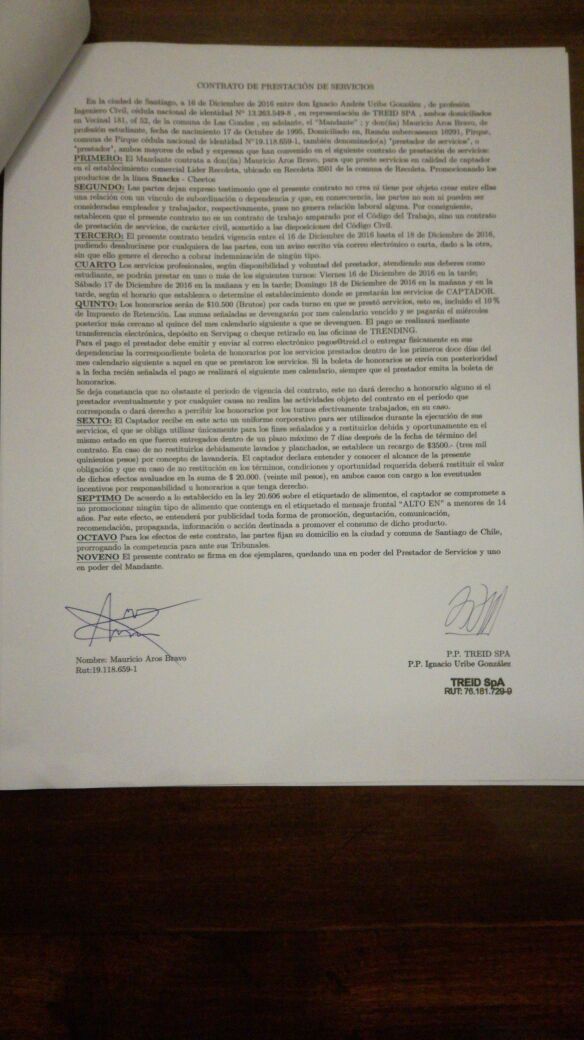 CONTRATO DE PRESTACIÓN DE SERVICIOS
En la ciudad de Santiago, a 16 de Diciembre de 2016 entre don Ignacio Andrés Uribe González , de profesión
Ingeniero Civil, cédula nacional de identidad N° 13.263.549-8 , en representación de TREID SPA , ambos domiciliados
en Vecinal 181, of 52, de la comuna de Las Condes , en adelante, el "Mandante" ; y don(ña) Mauricio Aros Bravo, de
profesión estudiante, fecha de nacimiento 17 de Octubre de 1995, Domiciliado en, Ramón subercaseaux 10291, Pirque,
comuna de Pirque cédula nacional de identidad N°19.118.659-1, también denominado(a) "prestador de servicios", o
"prestador", ambos mayores de edad y expresan que han convenido en el siguiente contrato de prestación de servicios:
PRIMERO: El Mandante contrata a don(ña) Mauricio Aros Bravo, para que preste servicios en calidad de captador
en el establecimiento comercial Lider Recoleta, ubicado en Recoleta 3501 de la comuna de Recoleta. Promocionando los
productos de la línea Snacks - Cheetos
SEGUNDO: Las partes dejan expreso testimonio que el presente contrato no crea ni tiene por objeto crear entre ellas
una relación con un vínculo de subordinación o dependencia y que, en consecuencia, las partes no son ni pueden ser
consideradas empleador y trabajador, respectivamente, pues no genera relación laboral alguna. Por consiguiente,
establecen que el presente contrato no es un contrato de trabajo amparado por el Código del Trabajo, sino un contrato
de prestación de servicios, de carácter civil, sometido a las disposiciones del Código Civil.
TERCERO: El presente contrato tendrá vigencia entre el 16 de Diciembre de 2016 hasta el 18 de Diciembre de 2016,
pudiendo desahuciarse por cualquiera de las partes, con un aviso escrito vía correo electrónico o carta, dado a la otra,
sin que ello genere el derecho a cobrar indemnización de ningún tipo.
CUARTO Los servicios profesionales, según disponibilidad y voluntad del prestador, atendiendo sus deberes como
estudiante, se podrán prestar en uno o más de los siguientes turnos: Viernes 16 de Diciembre de 2016 en la tarde;
Sábado 17 de Diciembre de 2016 en la mañana y en la tarde; Domingo 18 de Diciembre de 2016 en la mañana y en la
tarde, según el horario que establezca o determine el establecimiento donde se prestarán los servicios de CAPTADOR.
QUINTO: Los honorarios serán de $10.500 (Brutos) por cada turno en que se prestó servicios, esto es, incluido el 10 %
de Impuesto de Retención. Las sumas señaladas se devengarán por mes calendario vencido y se pagarán el miércoles
posterior más cercano al quince del mes calendario siguiente a que se devenguen. El pago se realizará mediante
transferencia electrónica, depósito en Servipag o cheque retirado en las oficinas de TRENDING.
Para el pago el prestador debe emitir y enviar al correo electrónico pagos@treid.cl o entregar físicamente en sus
dependencias la correspondiente boleta de honorarios por los servicios prestados dentro de los primeros doce días del
mes calendario siguiente a aquel en que se prestaron los servicios. Si la boleta de honorarios se envía con posterioridad
a la fecha recién señalada el pago se realizará el siguiente mes calendario, siempre que el prestador emita la boleta de
honorarios.
Se deja constancia que no obstante el periodo de vigencia del contrato, este no dará derecho a honorario alguno si el
prestador eventualmente y por cualquier causa no realiza las actividades objeto del contrato en el período que
corresponda o dará derecho a percibir los honorarios por los turnos efectivamente trabajados, en su caso.
SEXTO: El Captador recibe en este acto un uniforme corporativo para ser utilizados durante la ejecución de sus
servicios, el que se obliga utilizar únicamente para los fines señalados y a restituirlos debida y oportunamente en el
mismo estado en que fueron entregados dentro de un plazo máximo de 7 días después de la fecha de término del
contrato. En caso de no restituirlos debidamente lavados y planchados, se establece un recargo de $3500.- (tres mil
quinientos pesos) por concepto de lavandería. El captador declara entender y conocer el alcance de la presente
obligación y que en caso de no restitución en los términos, condiciones y oportunidad requerida deberá restituir el valor
de dichos efectos avaluados en la suma de $ 20.000. (veinte mil pesos), en ambos casos con cargo a los eventuales
incentivos por responsabilidad u honorarios a que tenga derecho.
SEPTIMO De acuerdo a lo establecido en la ley 20.606 sobre el etiquetado de alimentos, el captador se compromete a
no promocionar ningún tipo de alimento que contenga en el etiquetado el mensaje frontal "ALTO EN" a menores de 14
años. Par este efecto, se entenderá por publicidad toda forma de promoción, degustación, comunicación,
recomendación, propaganda, información o acción destinada a promover el consumo de dicho producto.
OCTAVO Para los efectos de este contrato, las partes fijan su domicilio en la ciudad y comuna de Santiago de Chile,
prorrogando la competencia para ante sus Tribunales.
NOVENO El presente contrato se firma en dos ejemplares, quedando una en poder del Prestador de Servicios y uno
en poder del Mandante.
Nombre: Mauricio Aros Bravo
Rut:19.118.659-1
P.P. TREID SPA
P.P. Ignacio Uribe González
TREID SpA
RUT: 76.181.729-9